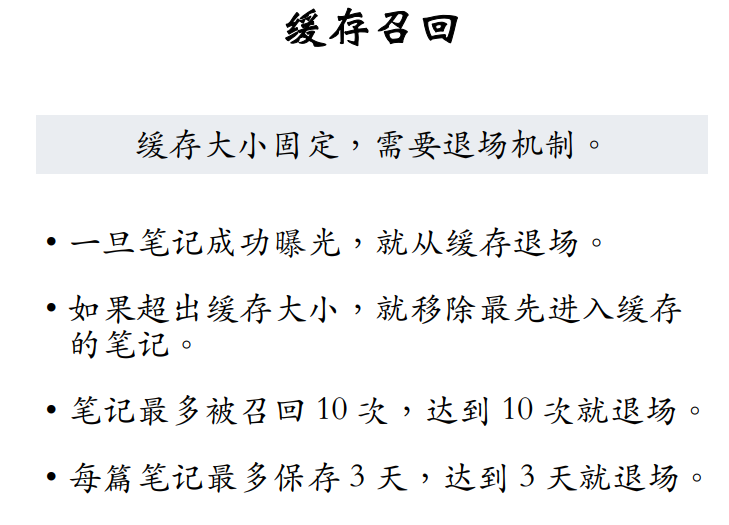 缓存召回
缓存大小固定，需要退场机制。
• 一旦笔记成功曝光，就从缓存退场。
• 如果超出缓存大小，就移除最先进入缓存
的笔记。
• 笔记最多被召回 10 次，达到 10 次就退场。
• 每篇笔记最多保存 3 天，达到 3 天就退场。